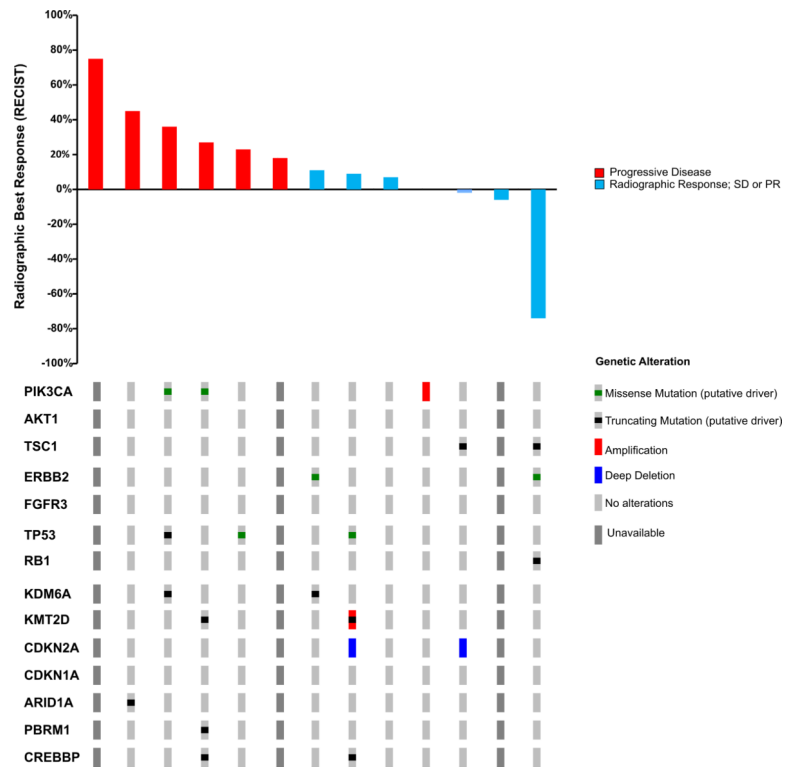 100%
80%
60%
40%
20%
0%
-20%
-40%
-60%
-80%
-100%
Radiographic Best Response (RECIST)
Progressive Disease
Radiographic Response; SD or PR
PIK3CA
AKT1
TSC1
ERBB2
FGFR3
TP53
RB1
KDM6A
KMT2D
CDKN2A
CDKN1A
ARID1A
PBRM1
CREBBP
Genetic Alteration
Missense Mutation (putative driver)
Truncating Mutation (putative driver)
Amplification
Deep Deletion
No alterations
Unavailable